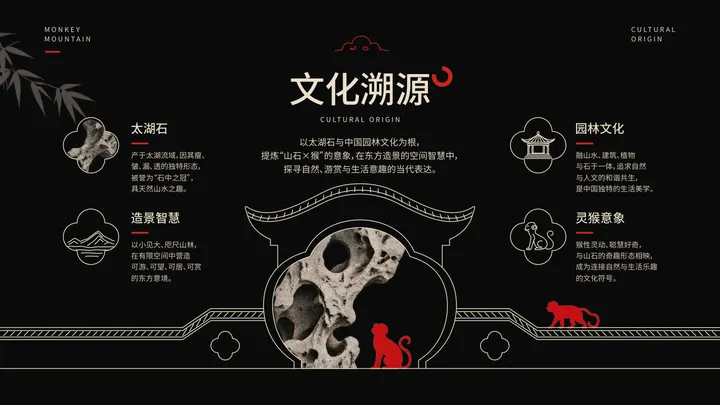 MONKEY
MOUNTAIN
CULTURAL
ORIGIN
文化溯源
CULTURAL ORIGIN
以太湖石与中国园林文化为根，
提炼“山石×猴”的意象，在东方造景的空间智慧中，
探寻自然、游赏与生活意趣的当代表达。
太湖石
产于太湖流域，因其瘦、
皱、漏、透的独特形态，
被誉为“石中之冠”，
具天然山水之趣。
造景智慧
以小见大、咫尺山林，
在有限空间中营造
可游、可望、可居、可赏
的东方意境。
园林文化
融山水、建筑、植物
与石于一体，追求自然
与人文的和谐共生，
是中国独特的生活美学。
灵猴意象
猴性灵动、聪慧好奇，
与山石的奇趣形态相映，
成为连接自然与生活乐趣
的文化符号。